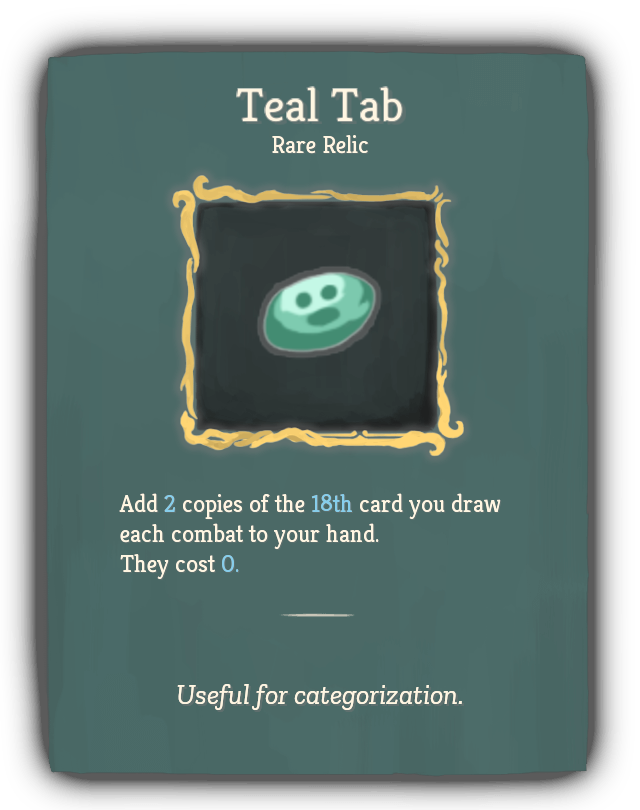 Teal Tab
Rare Relic
Add 2 copies of the 18th card you draw
each combat to your hand.
They cost 0.
Useful for categorization.